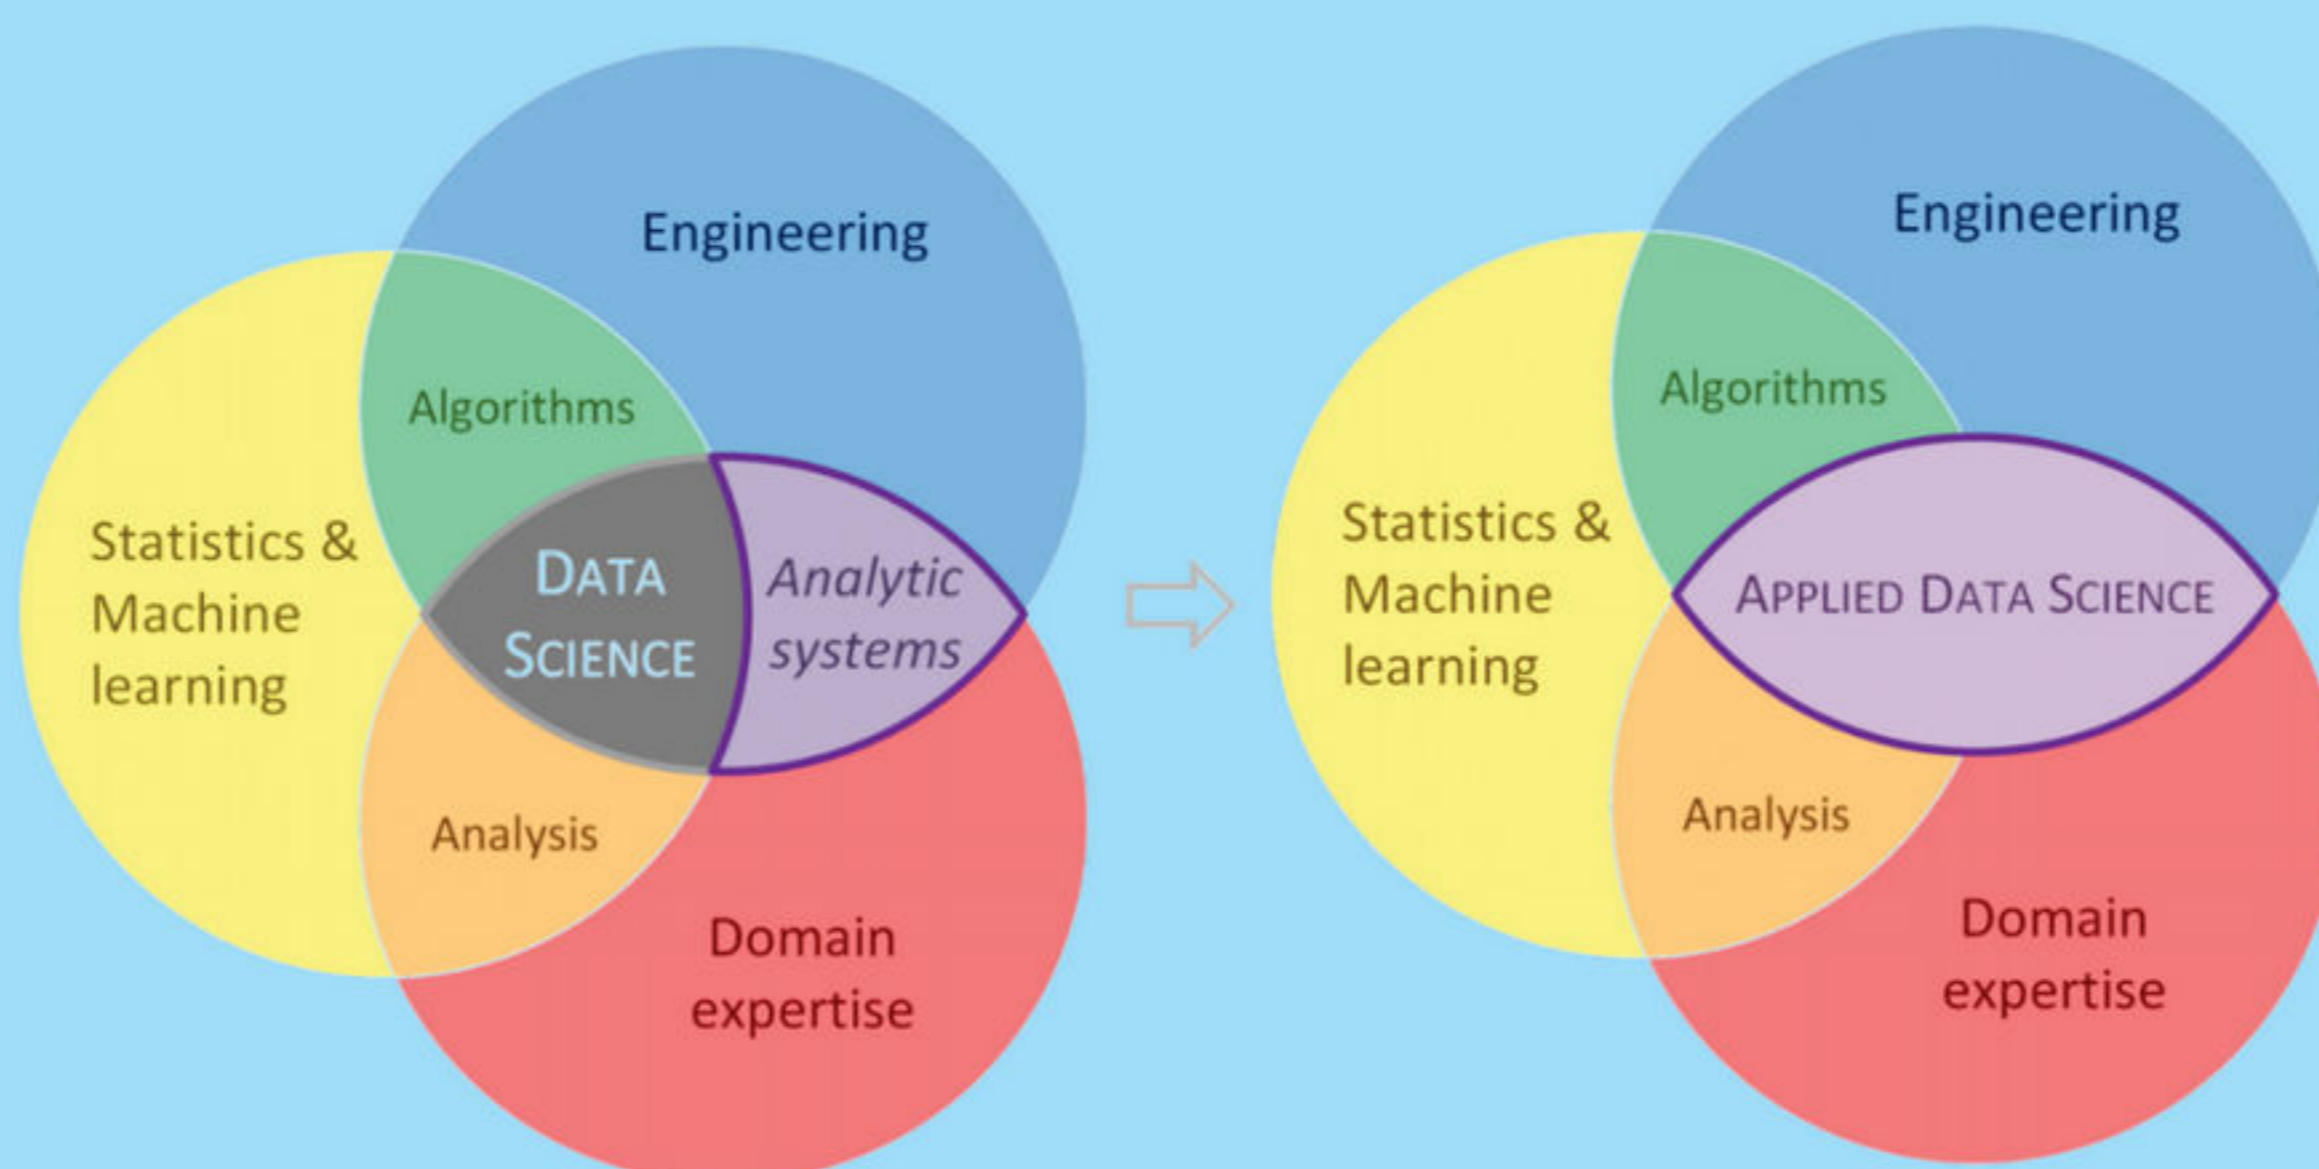 Engineering
Algorithms
Statistics &
Machine
learning
DATA
SCIENCE
Analytic
systems
Analysis
Domain
expertise
Engineering
Algorithms
Statistics &
Machine
learning
APPLIED DATA SCIENCE
Analysis
Domain
expertise